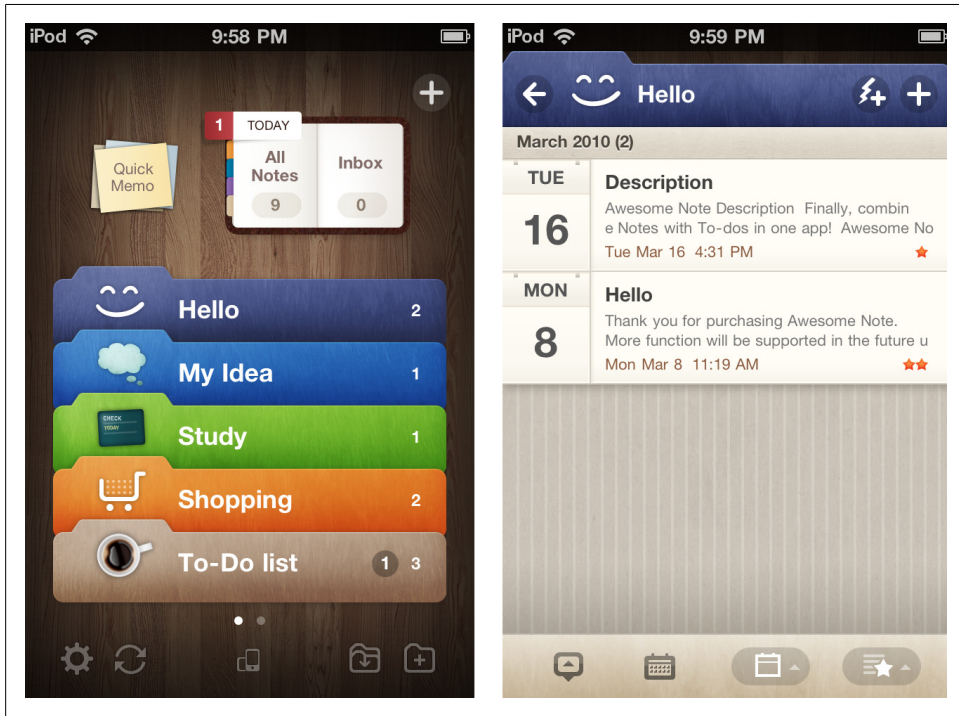 iPod
9:58 PM
1 TODAY
Quick
Memo
All
Notes
9
Inbox
0
Hello 2
My Idea 1
CHECK
TODAY
Study 1
Shopping 2
To-Do list 1 3
iPod
9:59 PM
Hello
March 2010 (2)
TUE
16
Description
Awesome Note Description Finally, combin
e Notes with To-dos in one app! Awesome No
Tue Mar 16 4:31 PM
MON
8
Hello
Thank you for purchasing Awesome Note.
More function will be supported in the future u
Mon Mar 8 11:19 AM